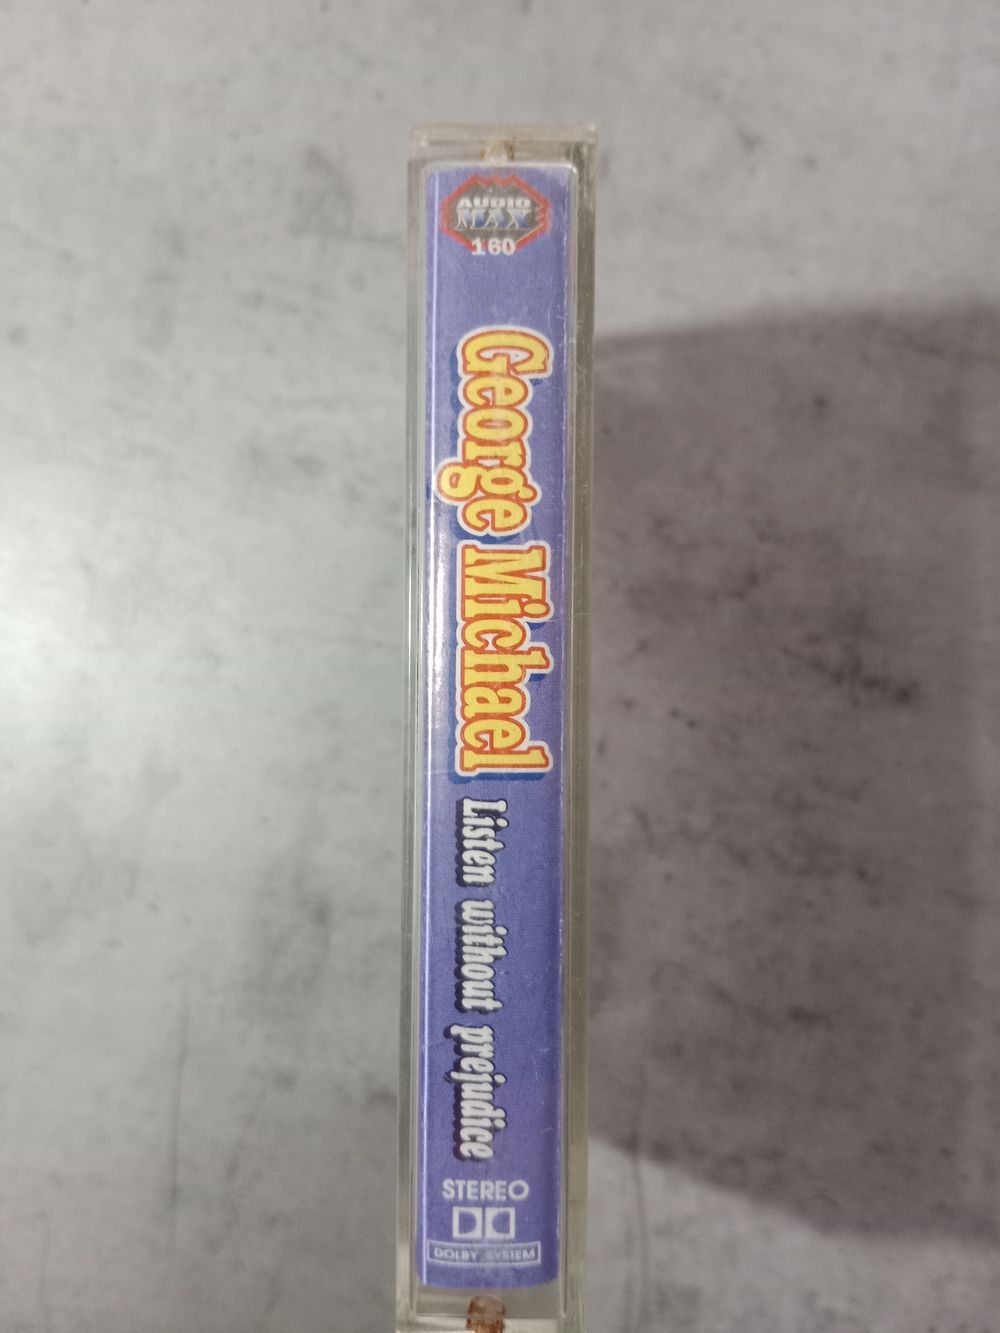 AUDIO
MAX
160
George Michael
Listen without prejudice
STEREO
DOLBY SYSTEM